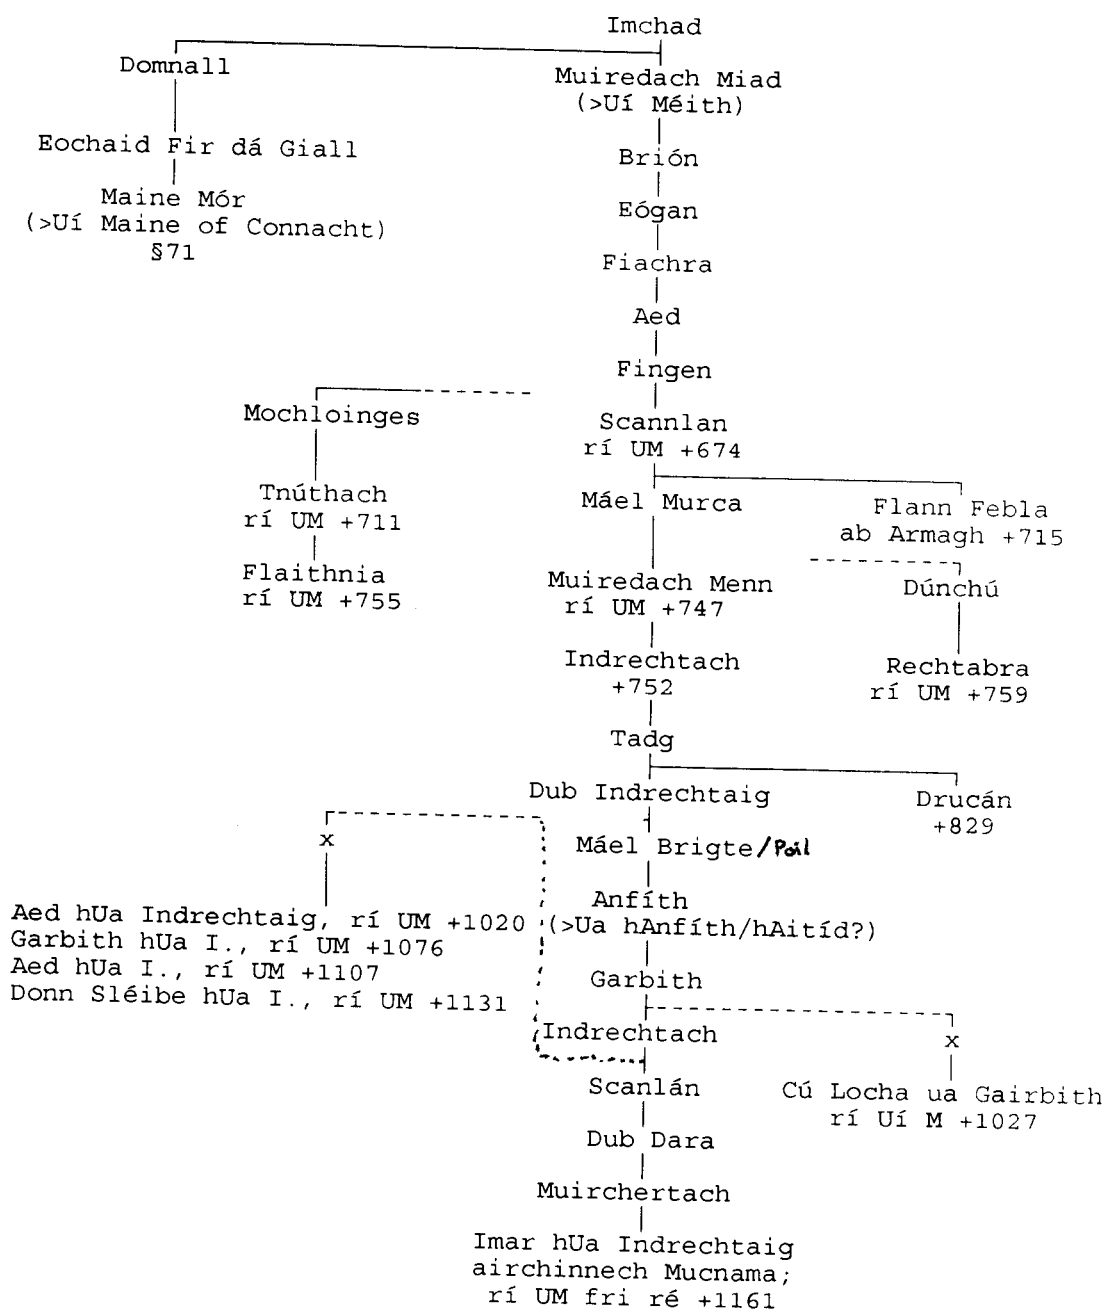 Imchad
Domnall
Muiredach Miad
(>Uí Méith)
Eochaid Fir dá Giall
Brión
Maine Mór
(>Uí Maine of Connacht)
§71
Eógan
Fiachra
Aed
Fingen
Mochloinges
Scannlan
rí UM +674
Tnúthach
rí UM +711
Máel Murca
Flann Febla
ab Armagh +715
Flaithnia
rí UM +755
Muiredach Menn
rí UM +747
Dúnchú
Indrechtach
+752
Rechtabra
rí UM +759
Tadg
Dub Indrechtaig
Drucán
+829
x
Máel Brigte/Poil
Anfíth
(>Ua hAnfíth/hAitíd?)
Aed hUa Indrechtaig, rí UM +1020
Garbith hUa I., rí UM +1076
Aed hUa I., rí UM +1107
Donn Sléibe hUa I., rí UM +1131
Garbith
Indrechtach
x
Scanlán
Cú Locha ua Gairbith
rí Uí M +1027
Dub Dara
Muirchertach
Imar hUa Indrechtaig
airchinnech Mucnama;
rí UM fri ré +1161